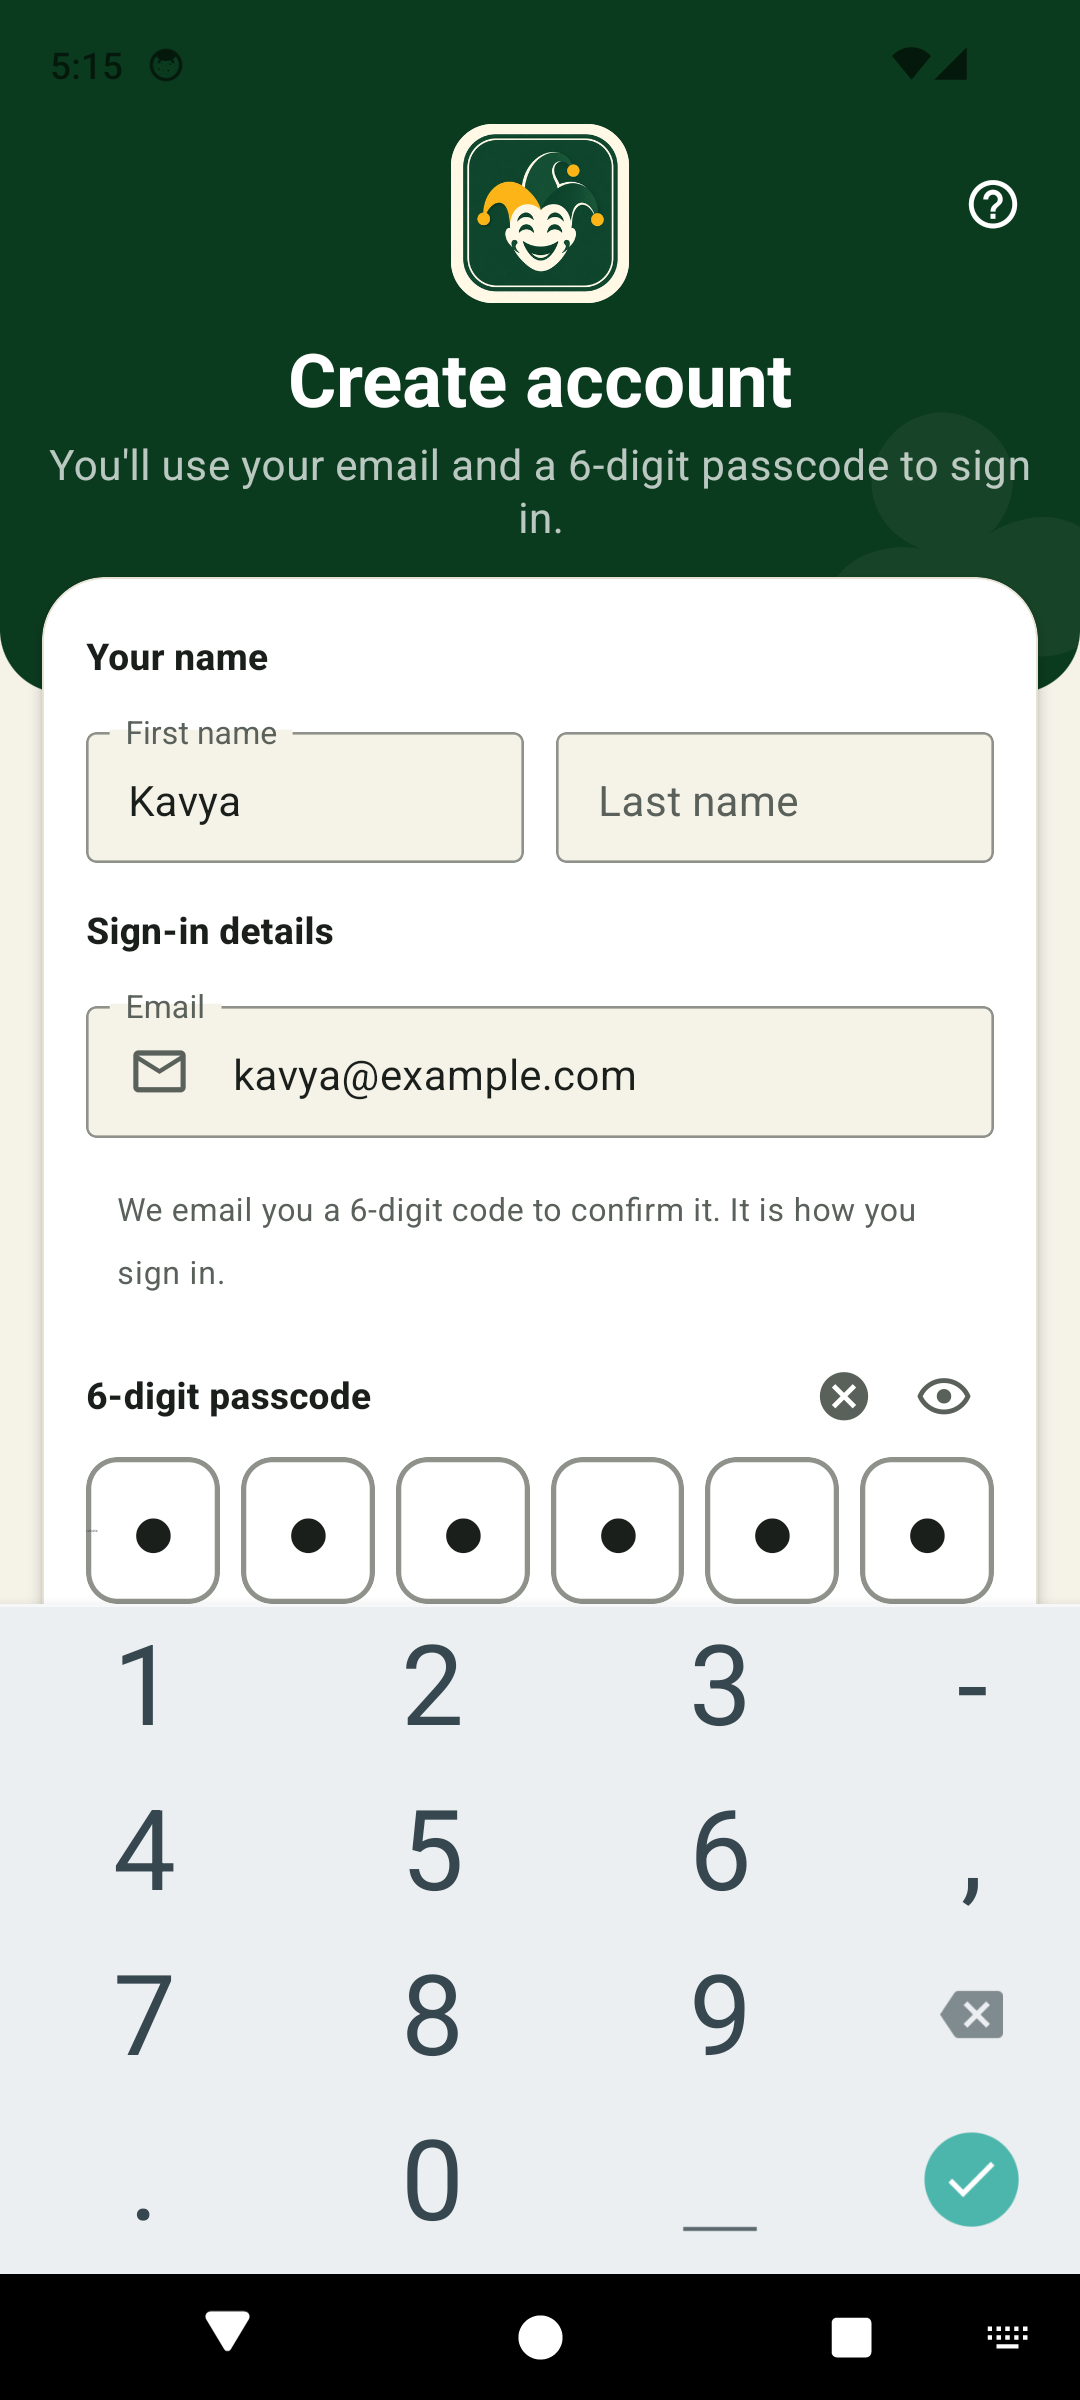 5:15
Create account
You'll use your email and a 6-digit passcode to sign
in.
Your name
First name
Kavya
Last name
Sign-in details
Email
kavya@example.com
We email you a 6-digit code to confirm it. It is how you
sign in.
6-digit passcode
1 2 3 -
4 5 6 ,
7 8 9
. 0 _